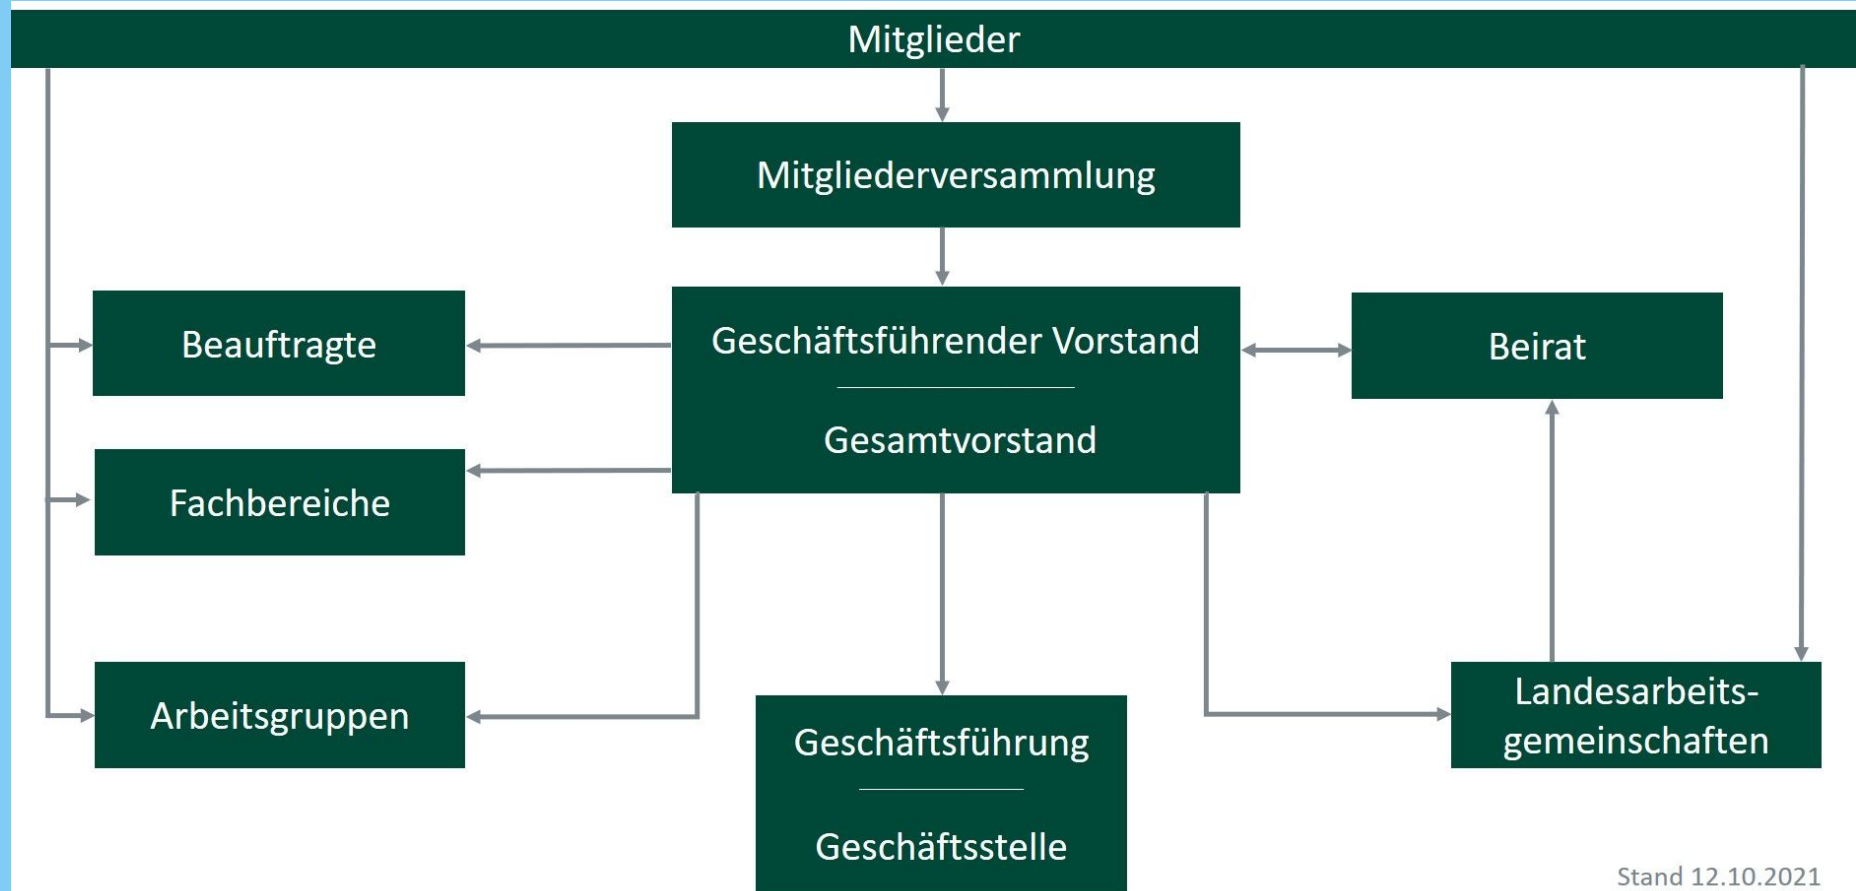 Mitglieder
Mitgliederversammlung
Beauftragte
Geschäftsführender Vorstand
Gesamtvorstand
Beirat
Fachbereiche
Arbeitsgruppen
Geschäftsführung
Geschäftsstelle
Landesarbeits-
gemeinschaften
Stand 12.10.2021